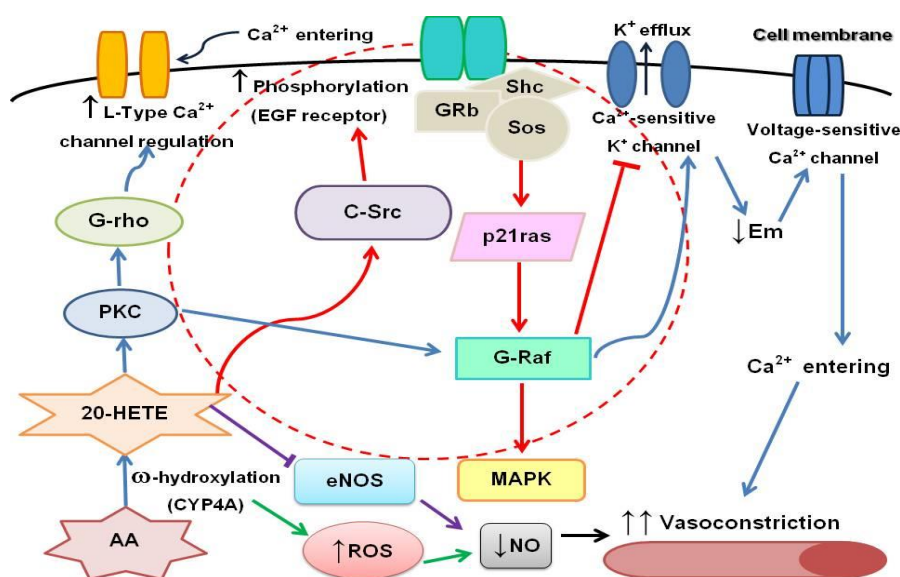 Ca²⁺ entering
K⁺ efflux
Cell membrane
↑ L-Type Ca²⁺
channel regulation
↑ Phosphorylation
(EGF receptor)
Shc
GRb
Sos
Ca²⁺-sensitive
K⁺ channel
Voltage-sensitive
Ca²⁺ channel
G-rho
C-Src
p21ras
↓Em
PKC
G-Raf
Ca²⁺ entering
20-HETE
ω-hydroxylation
(CYP4A)
eNOS
MAPK
AA
↑ROS
↓NO
↑↑ Vasoconstriction